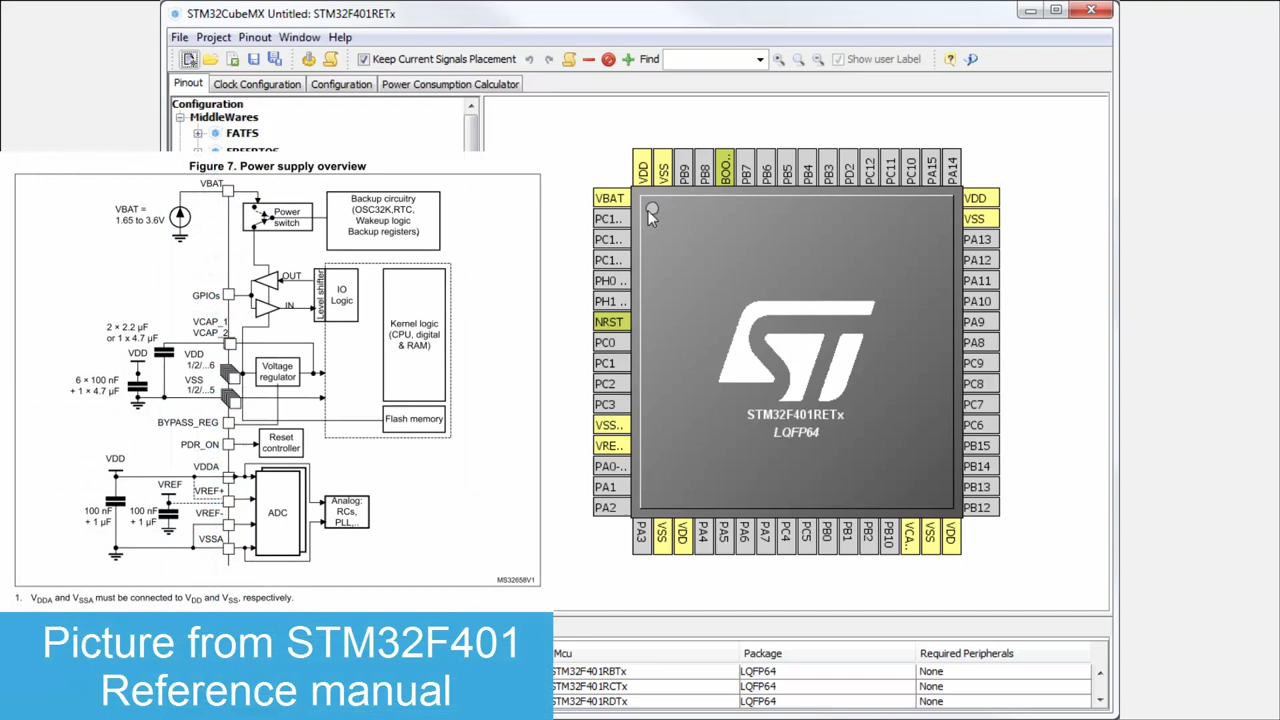 STM32CubeMX Untitled: STM32F401RETx
File Project Pinout Window Help
Keep Current Signals Placement
Find
Show user Label
Pinout
Clock Configuration
Configuration
Power Consumption Calculator
Configuration
MiddleWares
FATFS
FREERTOS
Figure 7. Power supply overview
VBAT
VBAT =
1.65 to 3.6V
Power
switch
Backup circuitry
(OSC32K,RTC,
Wakeup logic
Backup registers)
GPIOs
OUT
IN
Level shifter
IO
Logic
Kernel logic
(CPU, digital
& RAM)
VCAP_1
VCAP_2
2 × 2.2 µF
or 1 x 4.7 µF
VDD
VDD
1/2/...6
VSS
1/2/...5
6 × 100 nF
+ 1 × 4.7 µF
Voltage
regulator
BYPASS_REG
Flash memory
PDR_ON
Reset
controller
VDD
VDDA
VREF
VREF+
VREF-
VSSA
100 nF
+ 1 µF
100 nF
+ 1 µF
ADC
Analog:
RCs,
PLL,..
MS32658V1
1. VDDA and VSSA must be connected to VDD and VSS, respectively.
Picture from STM32F401
Reference manual
VDD
VSS
PB9
PB8
BOO..
PB7
PB6
PB5
PB4
PB3
PD2
PC12
PC11
PC10
PA15
PA14
VBAT
PC1..
PC1..
PC1..
PH0 ..
PH1 ..
NRST
PC0
PC1
PC2
PC3
VSS..
VRE..
PA0-..
PA1
PA2
ST
STM32F401RETx
LQFP64
VDD
VSS
PA13
PA12
PA11
PA10
PA9
PA8
PC9
PC8
PC7
PC6
PB15
PB14
PB13
PB12
PA3
VSS
VDD
PA4
PA5
PA6
PA7
PC4
PC5
PB0
PB1
PB2
PB10
VCA..
VSS
VDD
Mcu Package Required Peripherals
STM32F401RBTx LQFP64 None
STM32F401RCTx LQFP64 None
STM32F401RDTx LQFP64 None